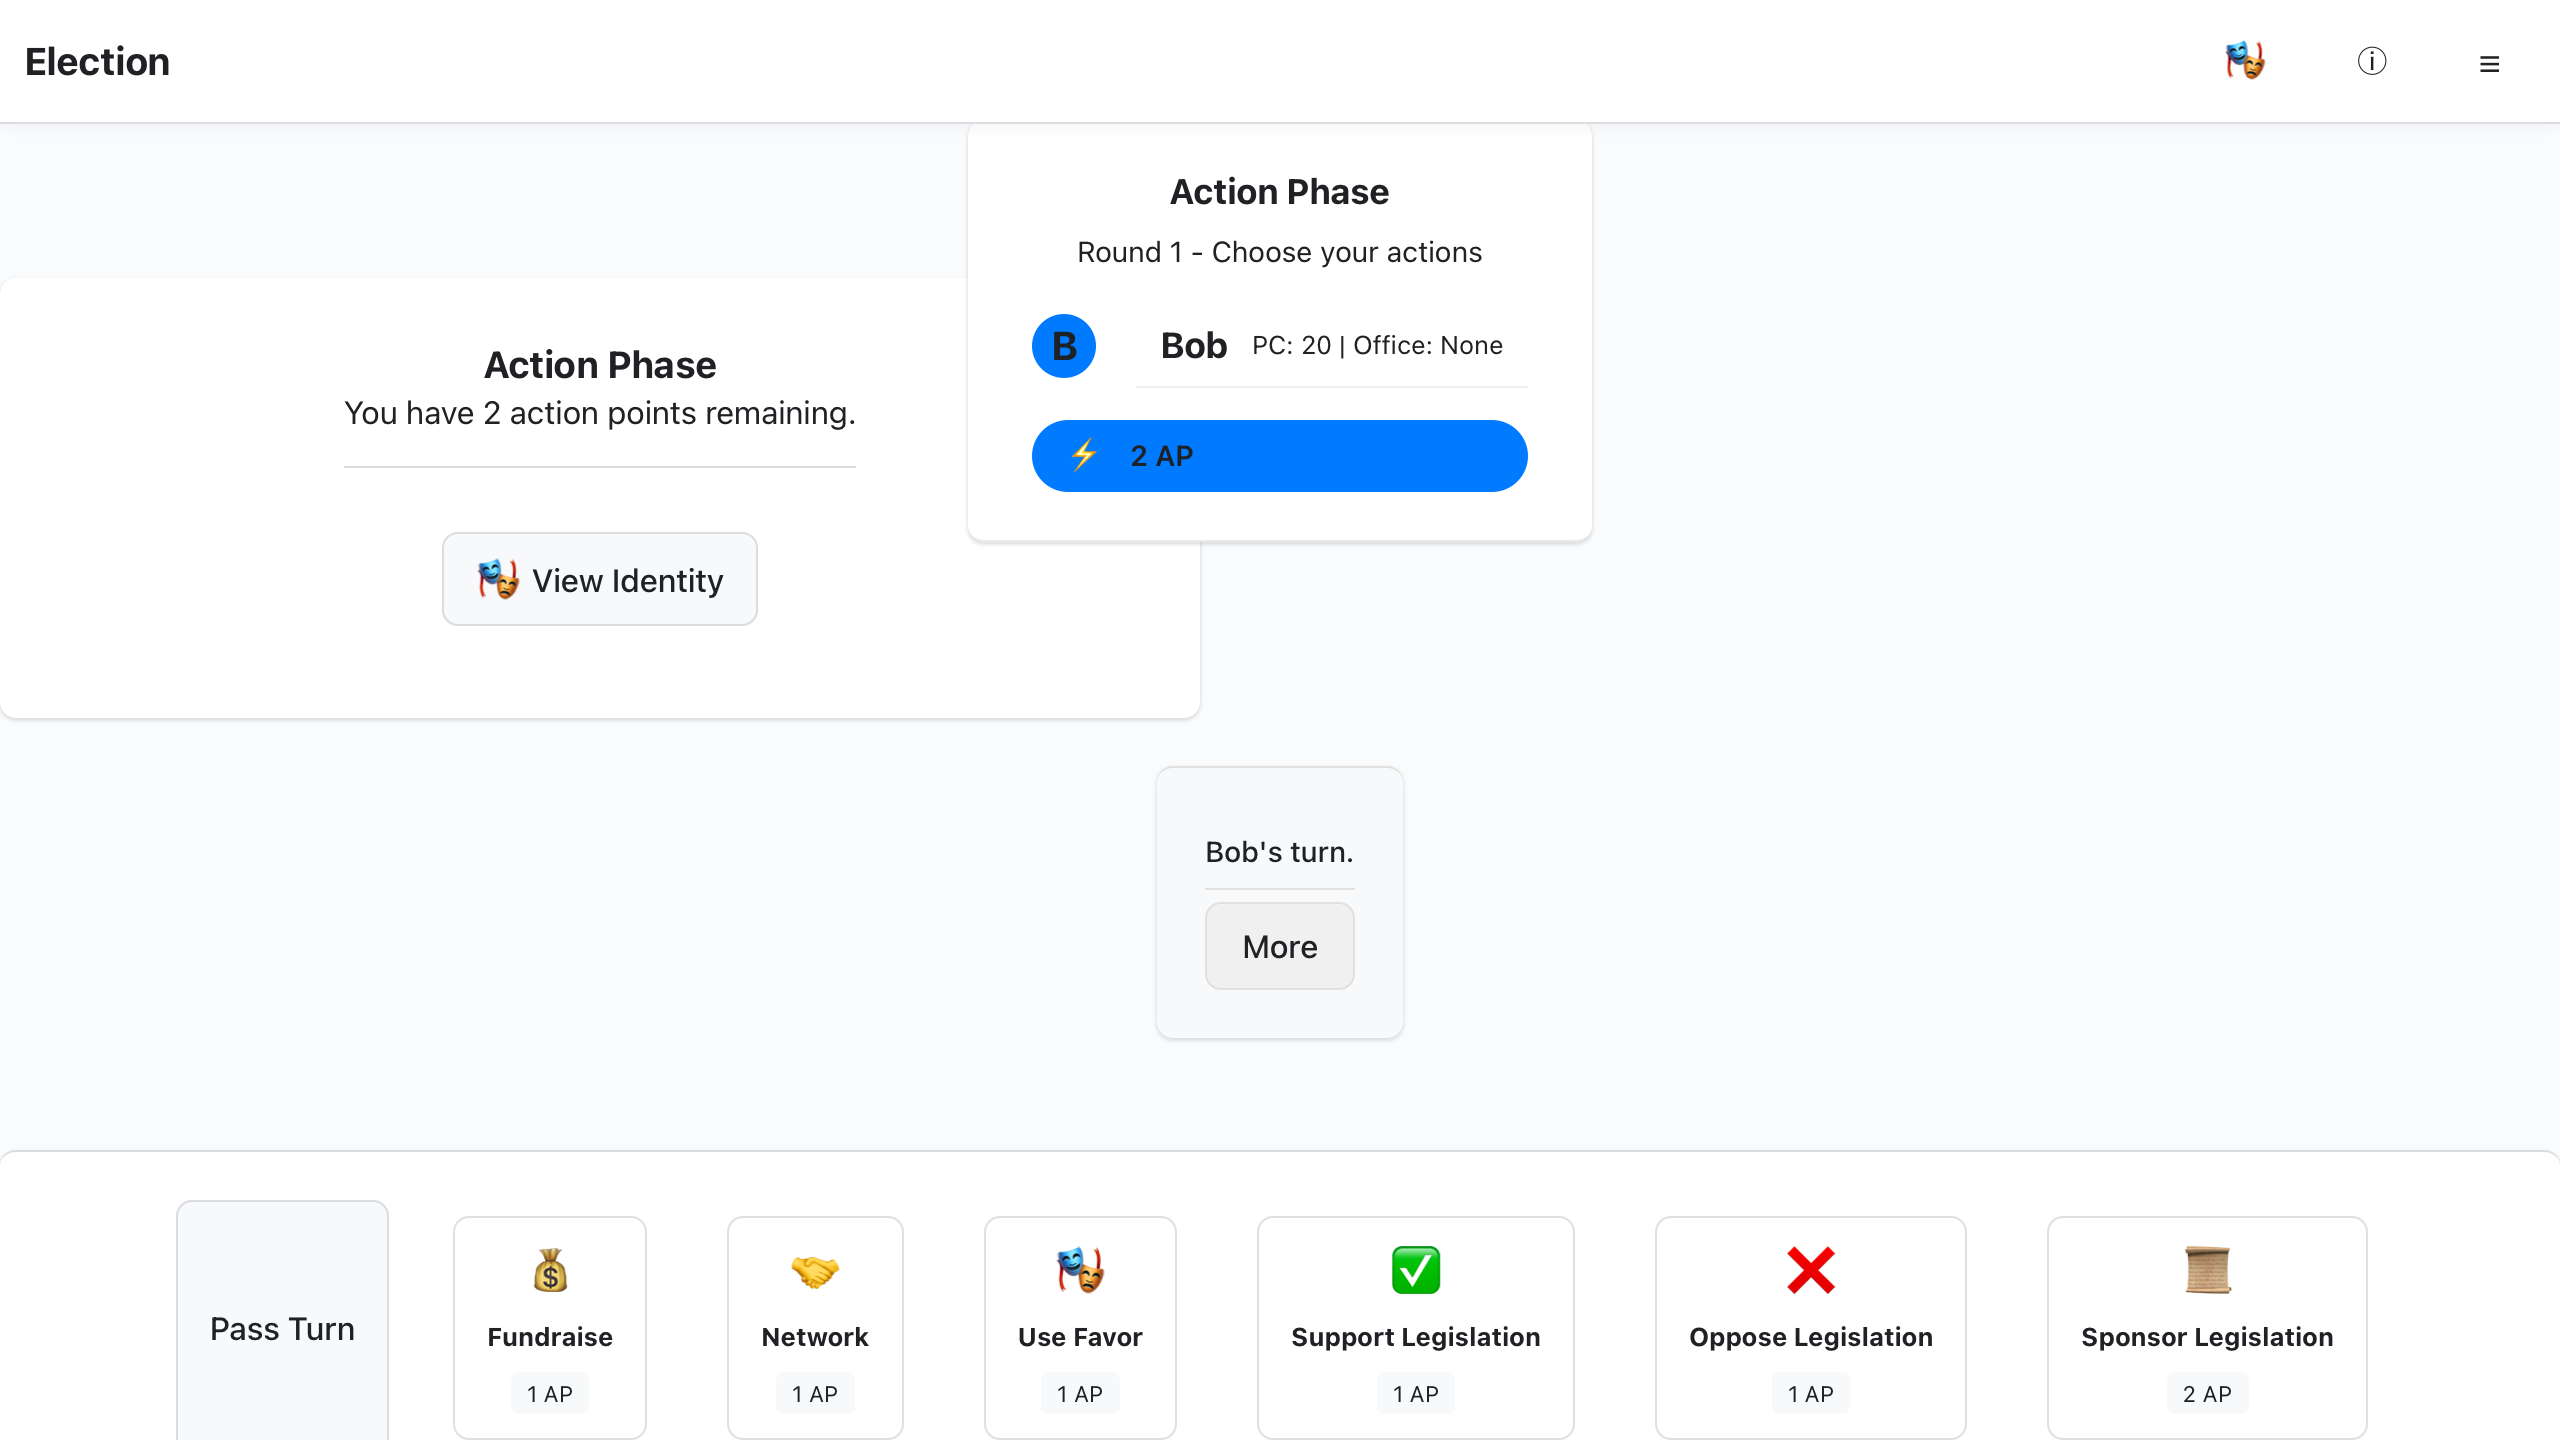 Election
Action Phase
Round 1 - Choose your actions
B
Bob PC: 20 | Office: None
2 AP
Action Phase
You have 2 action points remaining.
View Identity
Bob's turn.
More
Pass Turn
Fundraise
1 AP
Network
1 AP
Use Favor
1 AP
Support Legislation
1 AP
Oppose Legislation
1 AP
Sponsor Legislation
2 AP